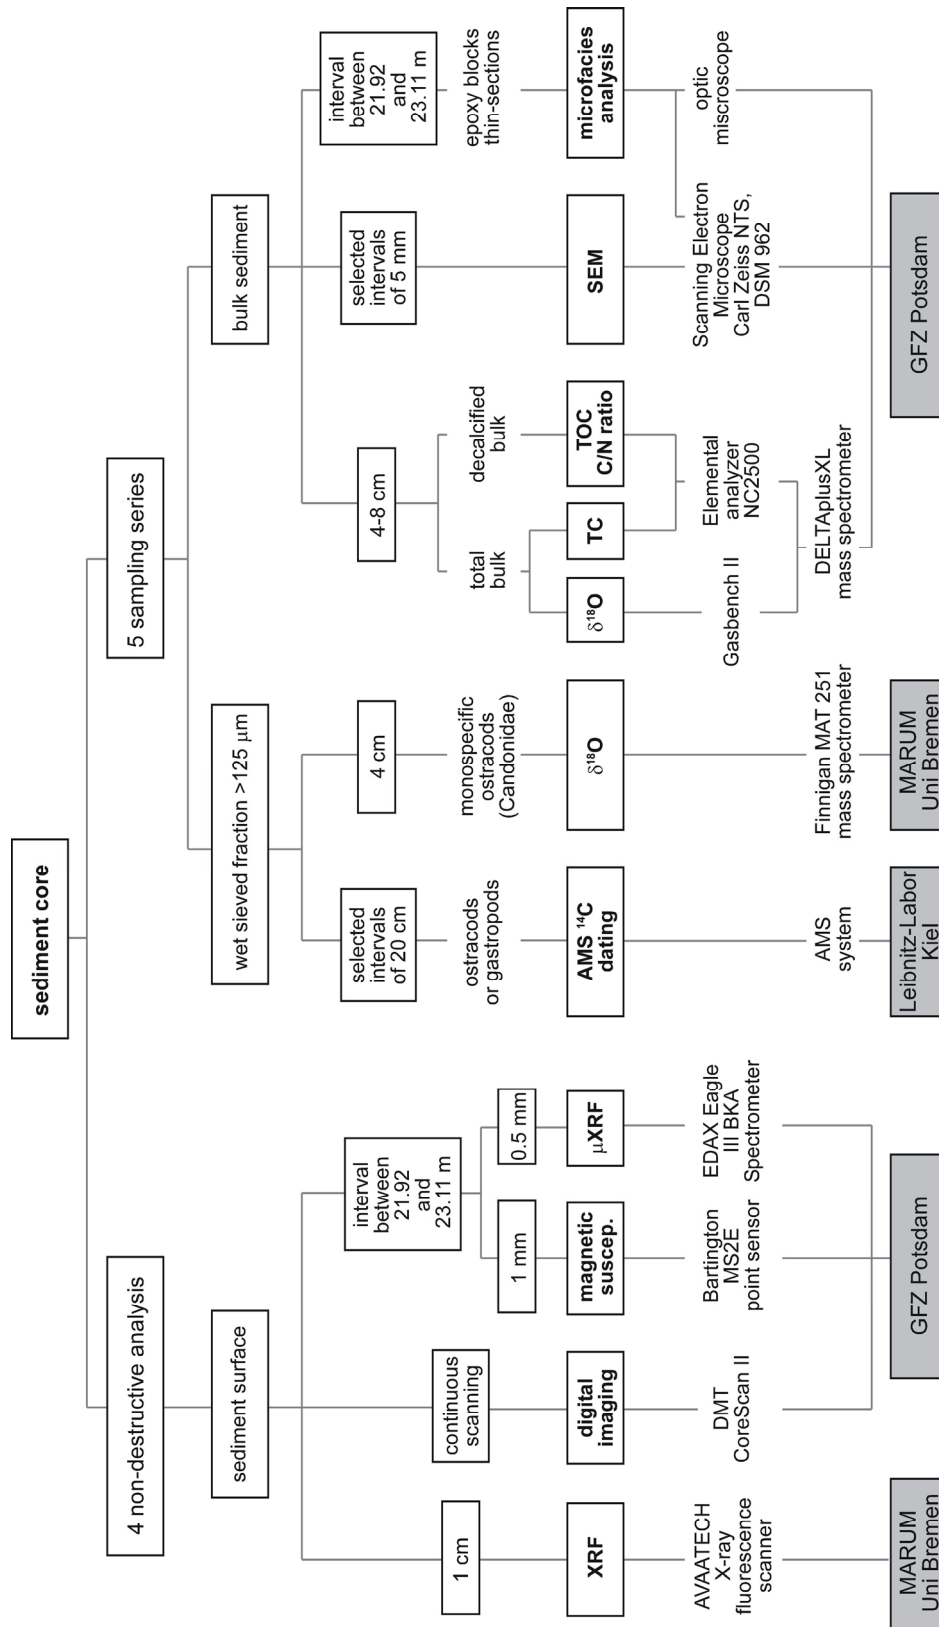 sediment core
4 non-destructive analysis
5 sampling series
sediment surface
wet sieved fraction >125 μm
bulk sediment
1 cm
continuous
scanning
interval
between
21.92
and
23.11 m
1 mm
0.5 mm
selected
intervals
of 20 cm
4 cm
4-8 cm
selected
intervals
of 5 mm
interval
between
21.92
and
23.11 m
ostracods
or gastropods
monospecific
ostracods
(Candonidae)
total
bulk
decalcified
bulk
epoxy blocks
thin-sections
XRF
digital
imaging
magnetic
suscep.
μXRF
AMS ¹⁴C
dating
δ¹⁸O
δ¹⁸O
TC
TOC
C/N ratio
SEM
microfacies
analysis
AVAATECH
X-ray
fluorescence
scanner
DMT
CoreScan II
Bartington
MS2E
point sensor
EDAX Eagle
III BKA
Spectrometer
AMS
system
Finnigan MAT 251
mass spectrometer
Gasbench II
Elemental
analyzer
NC2500
DELTAplusXL
mass spectrometer
Scanning Electron
Microscope
Carl Zeiss NTS,
DSM 962
optic
miscroscope
MARUM
Uni Bremen
GFZ Potsdam
Leibnitz-Labor
Kiel
MARUM
Uni Bremen
GFZ Potsdam